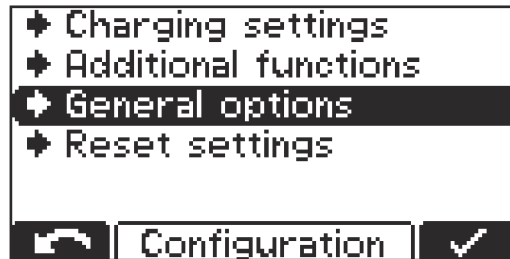 Charging settings
Additional functions
General options
Reset settings
Configuration